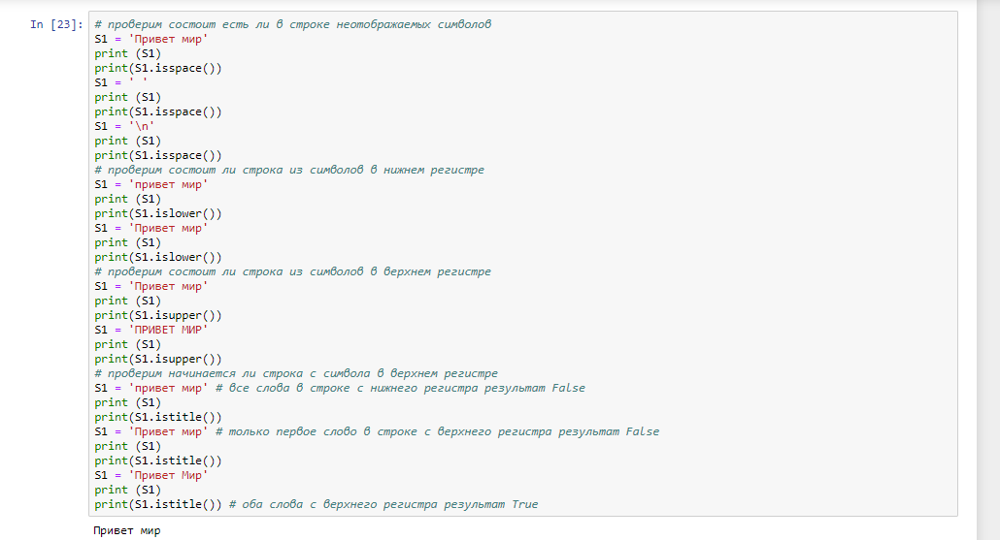 In [23]: # проверим состоит есть ли в строке неотображаемых символов
S1 = 'Привет мир'
print (S1)
print(S1.isspace())
S1 = ' '
print (S1)
print(S1.isspace())
S1 = '\n'
print (S1)
print(S1.isspace())
# проверим состоит ли строка из символов в нижнем регистре
S1 = 'привет мир'
print (S1)
print(S1.islower())
S1 = 'Привет мир'
print (S1)
print(S1.islower())
# проверим состоит ли строка из символов в верхнем регистре
S1 = 'Привет мир'
print (S1)
print(S1.isupper())
S1 = 'ПРИВЕТ МИР'
print (S1)
print(S1.isupper())
# проверим начинается ли строка с символа в верхнем регистре
S1 = 'привет мир' # все слова в строке с нижнего регистра результат False
print (S1)
print(S1.istitle())
S1 = 'Привет мир' # только первое слово в строке с верхнего регистра результат False
print (S1)
print(S1.istitle())
S1 = 'Привет Мир'
print (S1)
print(S1.istitle()) # оба слова с верхнего регистра результат True
Привет мир